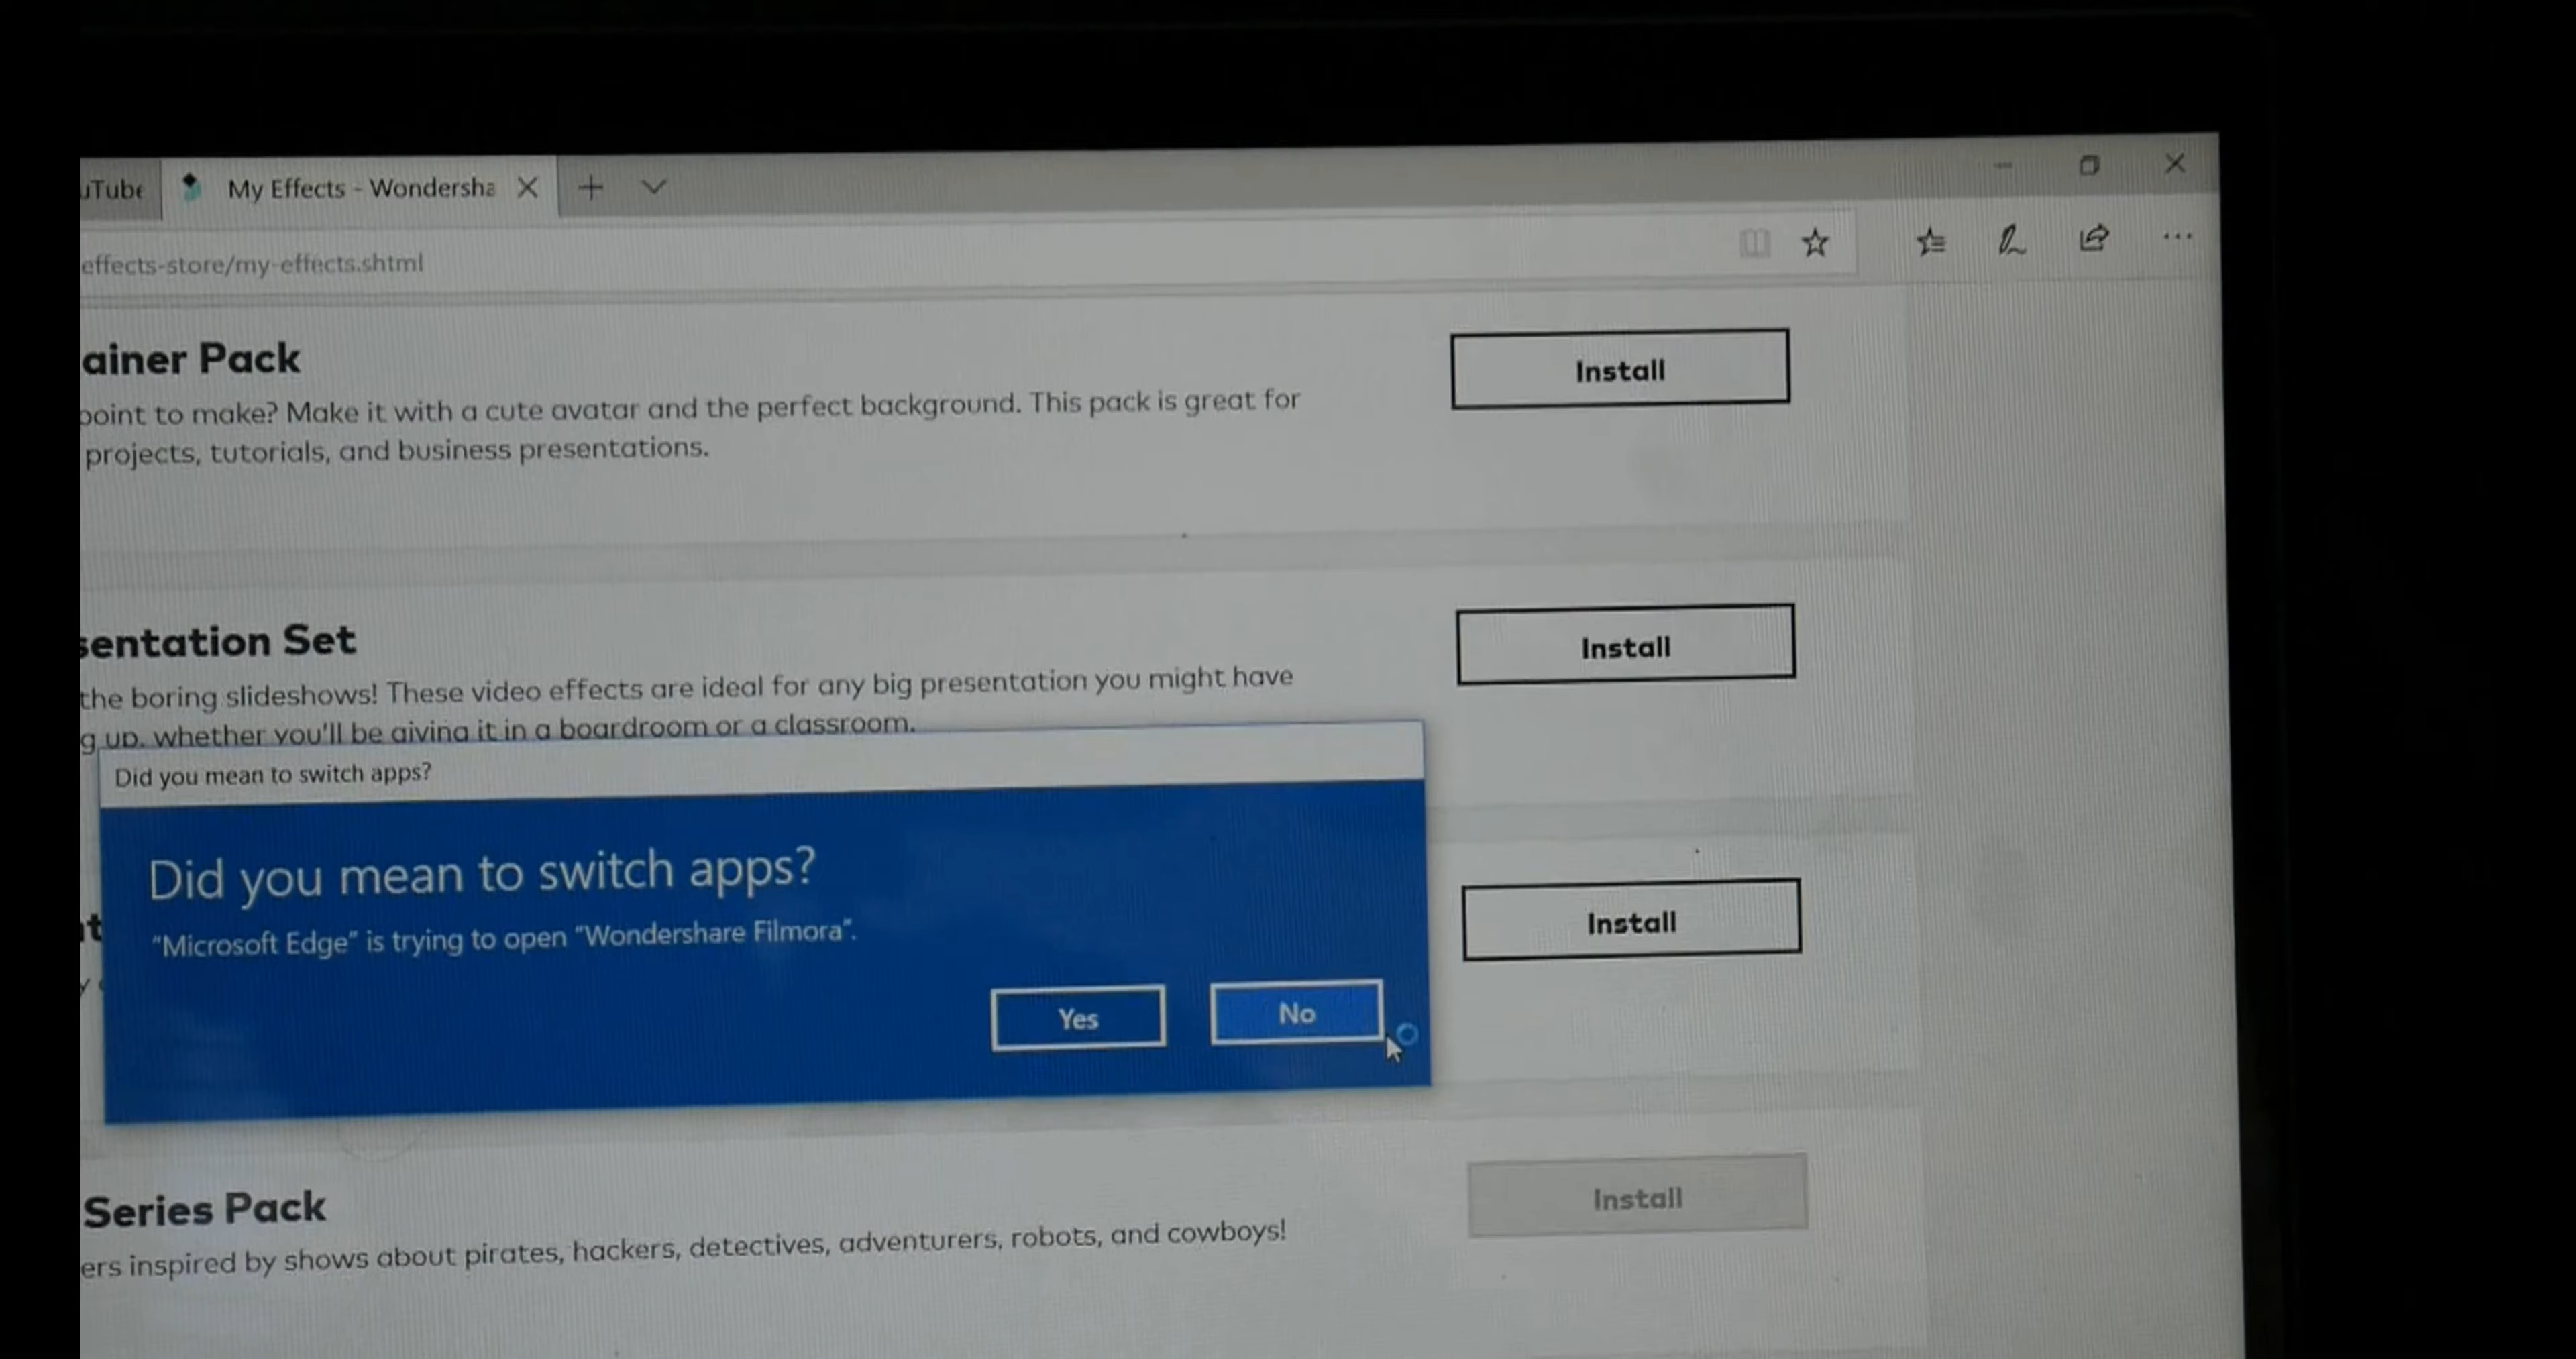 My Effects - Wondersha
effects-store/my-effects.shtml
ainer Pack
Install
point to make? Make it with a cute avatar and the perfect background. This pack is great for
projects, tutorials, and business presentations.
sentation Set
Install
the boring slideshows! These video effects are ideal for any big presentation you might have
g up, whether you'll be giving it in a boardroom or a classroom.
Did you mean to switch apps?
Did you mean to switch apps?
"Microsoft Edge" is trying to open "Wondershare Filmora".
Install
Yes
No
Series Pack
Install
ers inspired by shows about pirates, hackers, detectives, adventurers, robots, and cowboys!